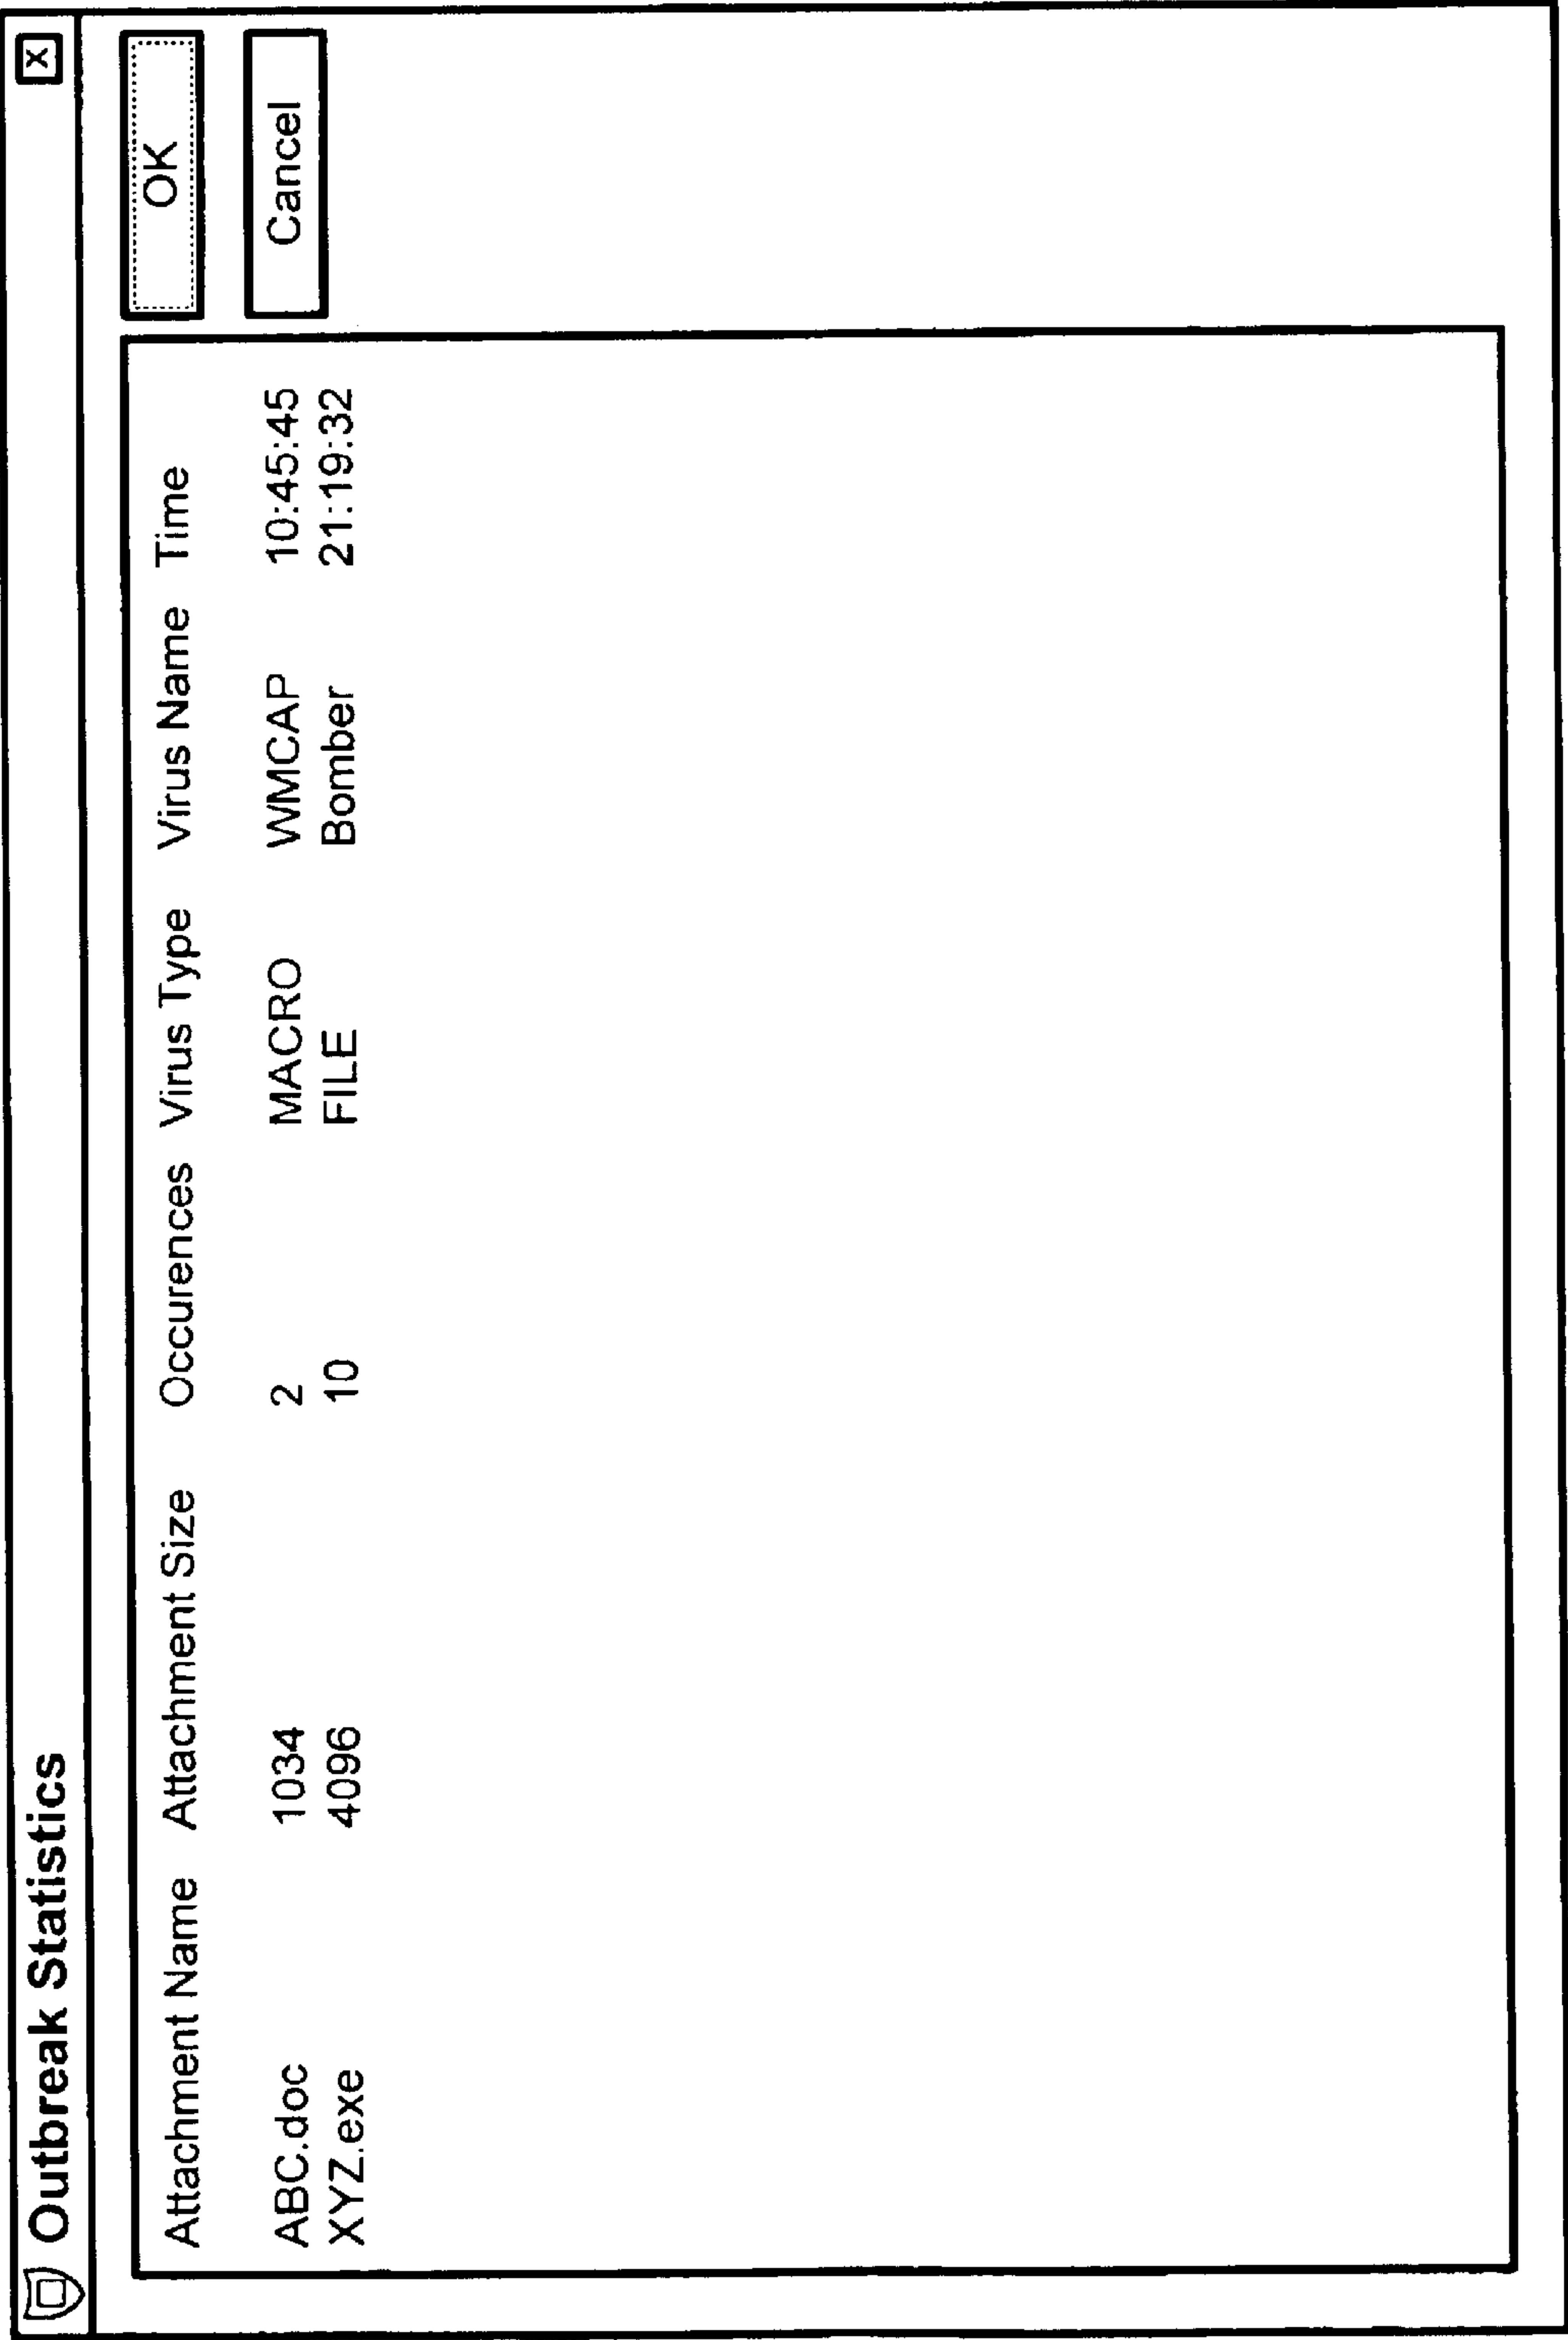 Outbreak Statistics X
Attachment Name Attachment Size Occurences Virus Type Virus Name Time
ABC.doc 1034 2 MACRO WMCAP 10:45:45
XYZ.exe 4096 10 FILE Bomber 21:19:32
OK
Cancel